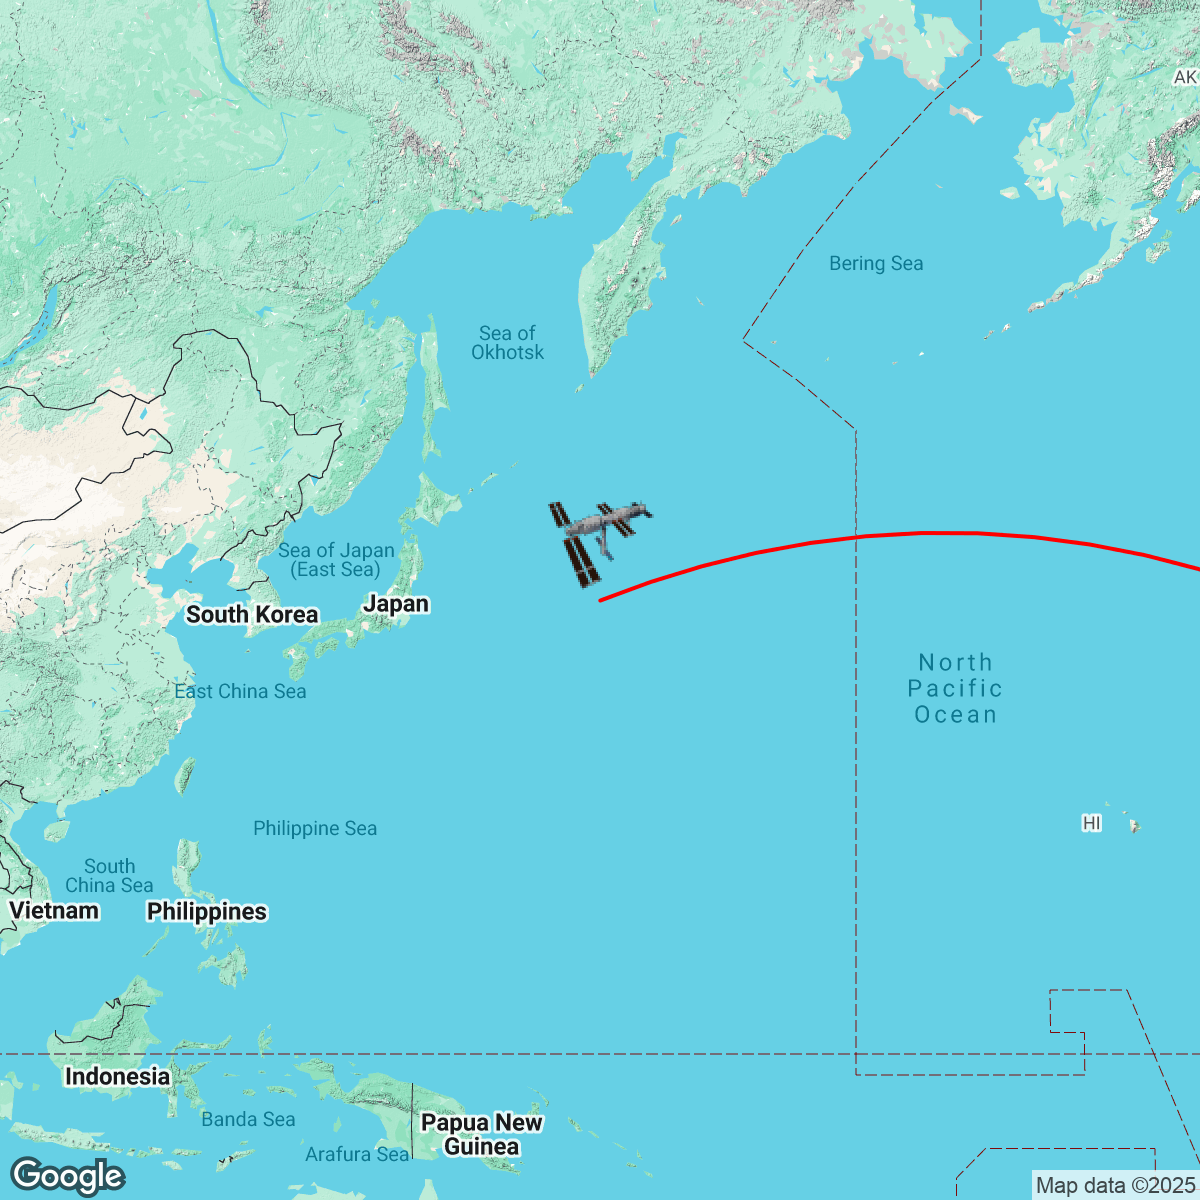 AK
Bering Sea
Sea of
Okhotsk
Sea of Japan
(East Sea)
Japan
South Korea
North
Pacific
Ocean
East China Sea
HI
Philippine Sea
South
China Sea
Vietnam
Philippines
Indonesia
Banda Sea
Papua New
Guinea
Arafura Sea
Google
Map data ©2025